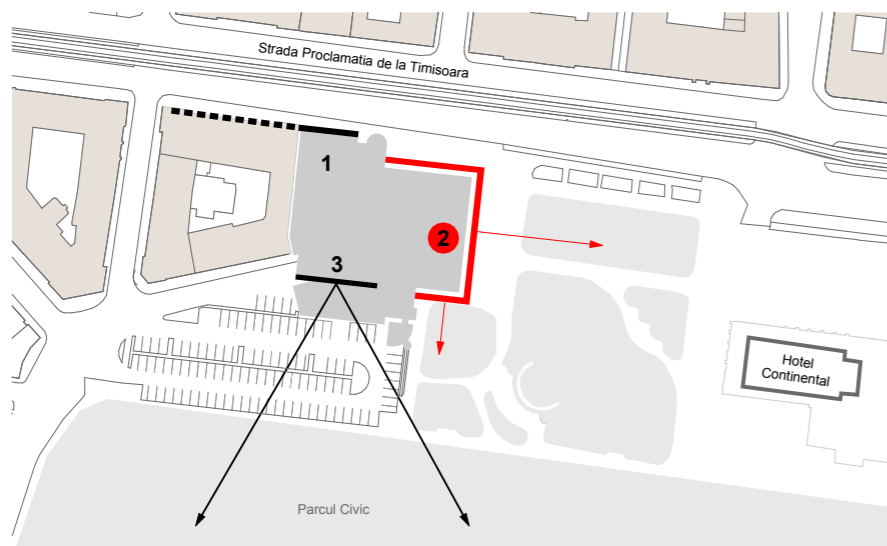 Strada Proclamatia de la Timisoara
1
2
3
Hotel
Continental
Parcul Civic